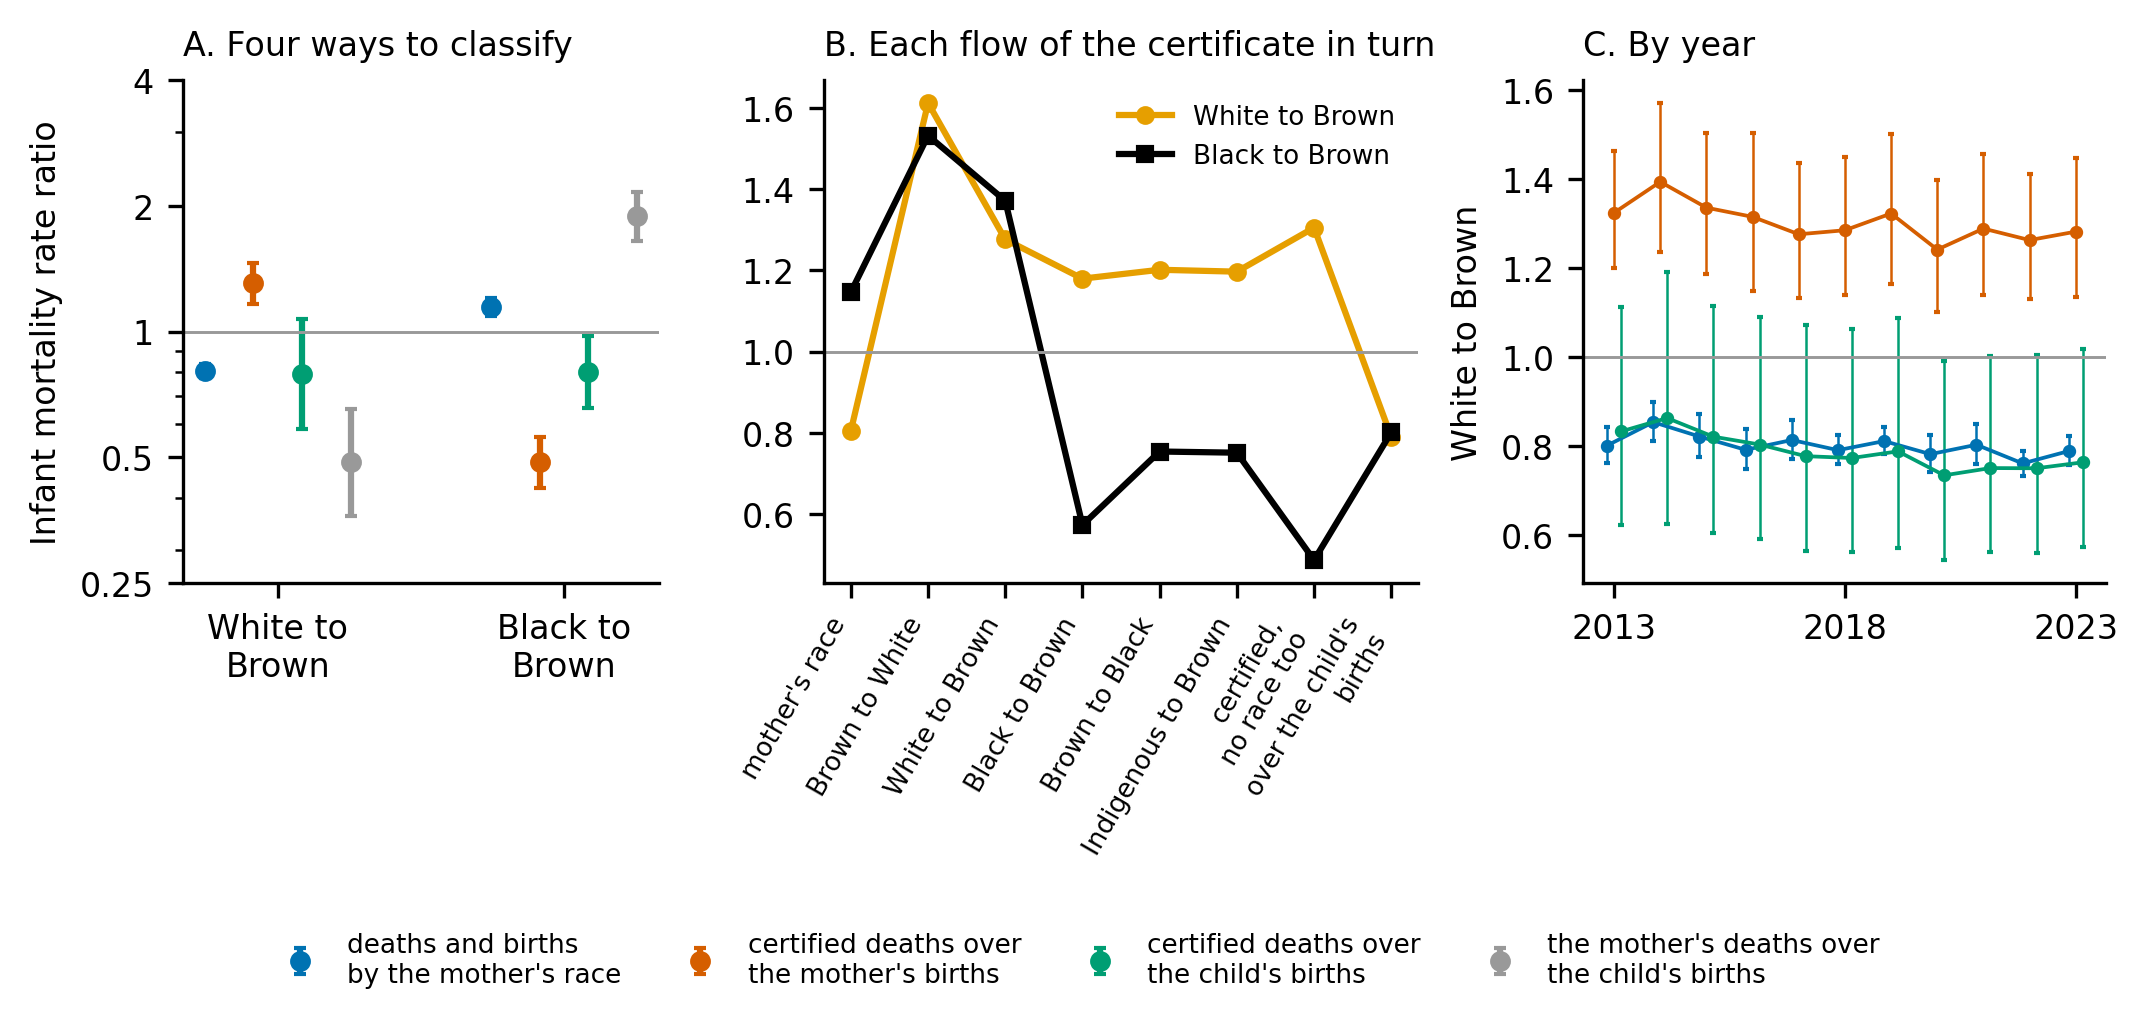 A. Four ways to classify
Infant mortality rate ratio
4
2
1
0.5
0.25
White to
Brown
Black to
Brown
B. Each flow of the certificate in turn
1.6
1.4
1.2
1.0
0.8
0.6
White to Brown
Black to Brown
mother's race
Brown to White
White to Brown
Black to Brown
Brown to Black
Indigenous to Brown
certified,
no race too
over the child's
births
C. By year
White to Brown
1.6
1.4
1.2
1.0
0.8
0.6
2013
2018
2023
deaths and births
by the mother's race
certified deaths over
the mother's births
certified deaths over
the child's births
the mother's deaths over
the child's births